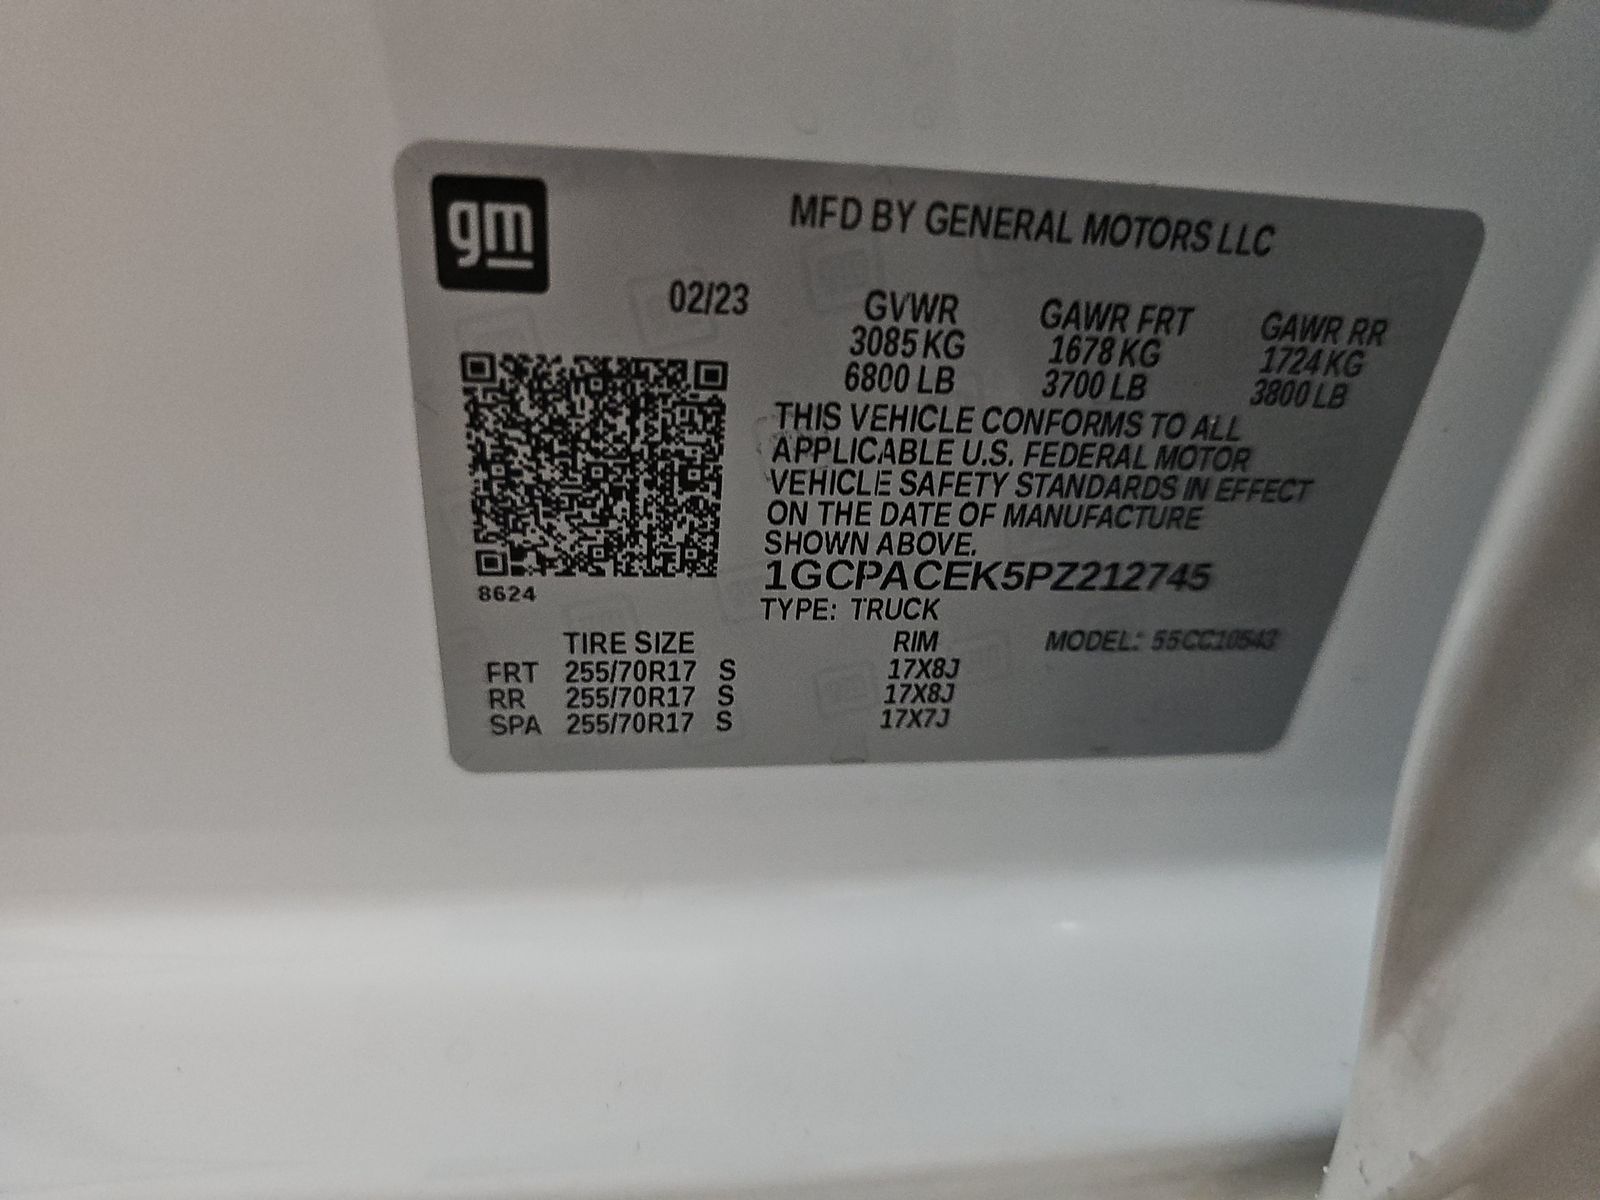 gm
MFD BY GENERAL MOTORS LLC
02/23
GVWR GAWR FRT GAWR RR
3085 KG 1678 KG 1724 KG
6800 LB 3700 LB 3800 LB
THIS VEHICLE CONFORMS TO ALL
APPLICABLE U.S. FEDERAL MOTOR
VEHICLE SAFETY STANDARDS IN EFFECT
ON THE DATE OF MANUFACTURE
SHOWN ABOVE.
1GCPACEK5PZ212745
8624
TYPE: TRUCK
TIRE SIZE RIM MODEL:
FRT 255/70R17 S 17X8J
RR 255/70R17 S 17X8J
SPA 255/70R17 S 17X7J